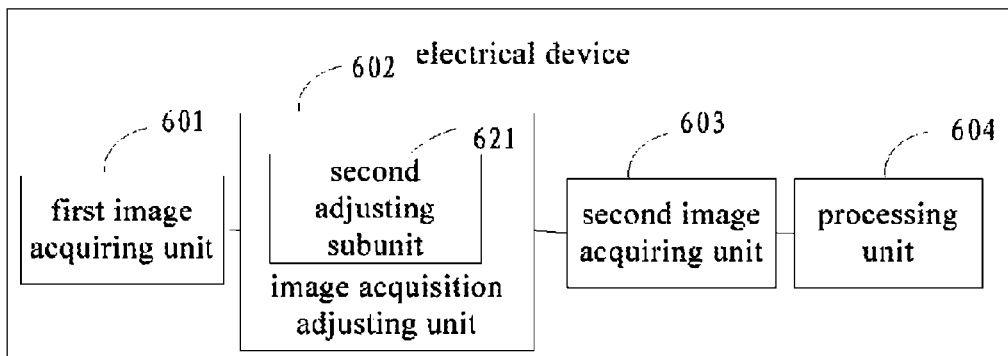 electrical device
602
601
621
603
604
first image
acquiring unit
second
adjusting
subunit
image acquisition
adjusting unit
second image
acquiring unit
processing
unit